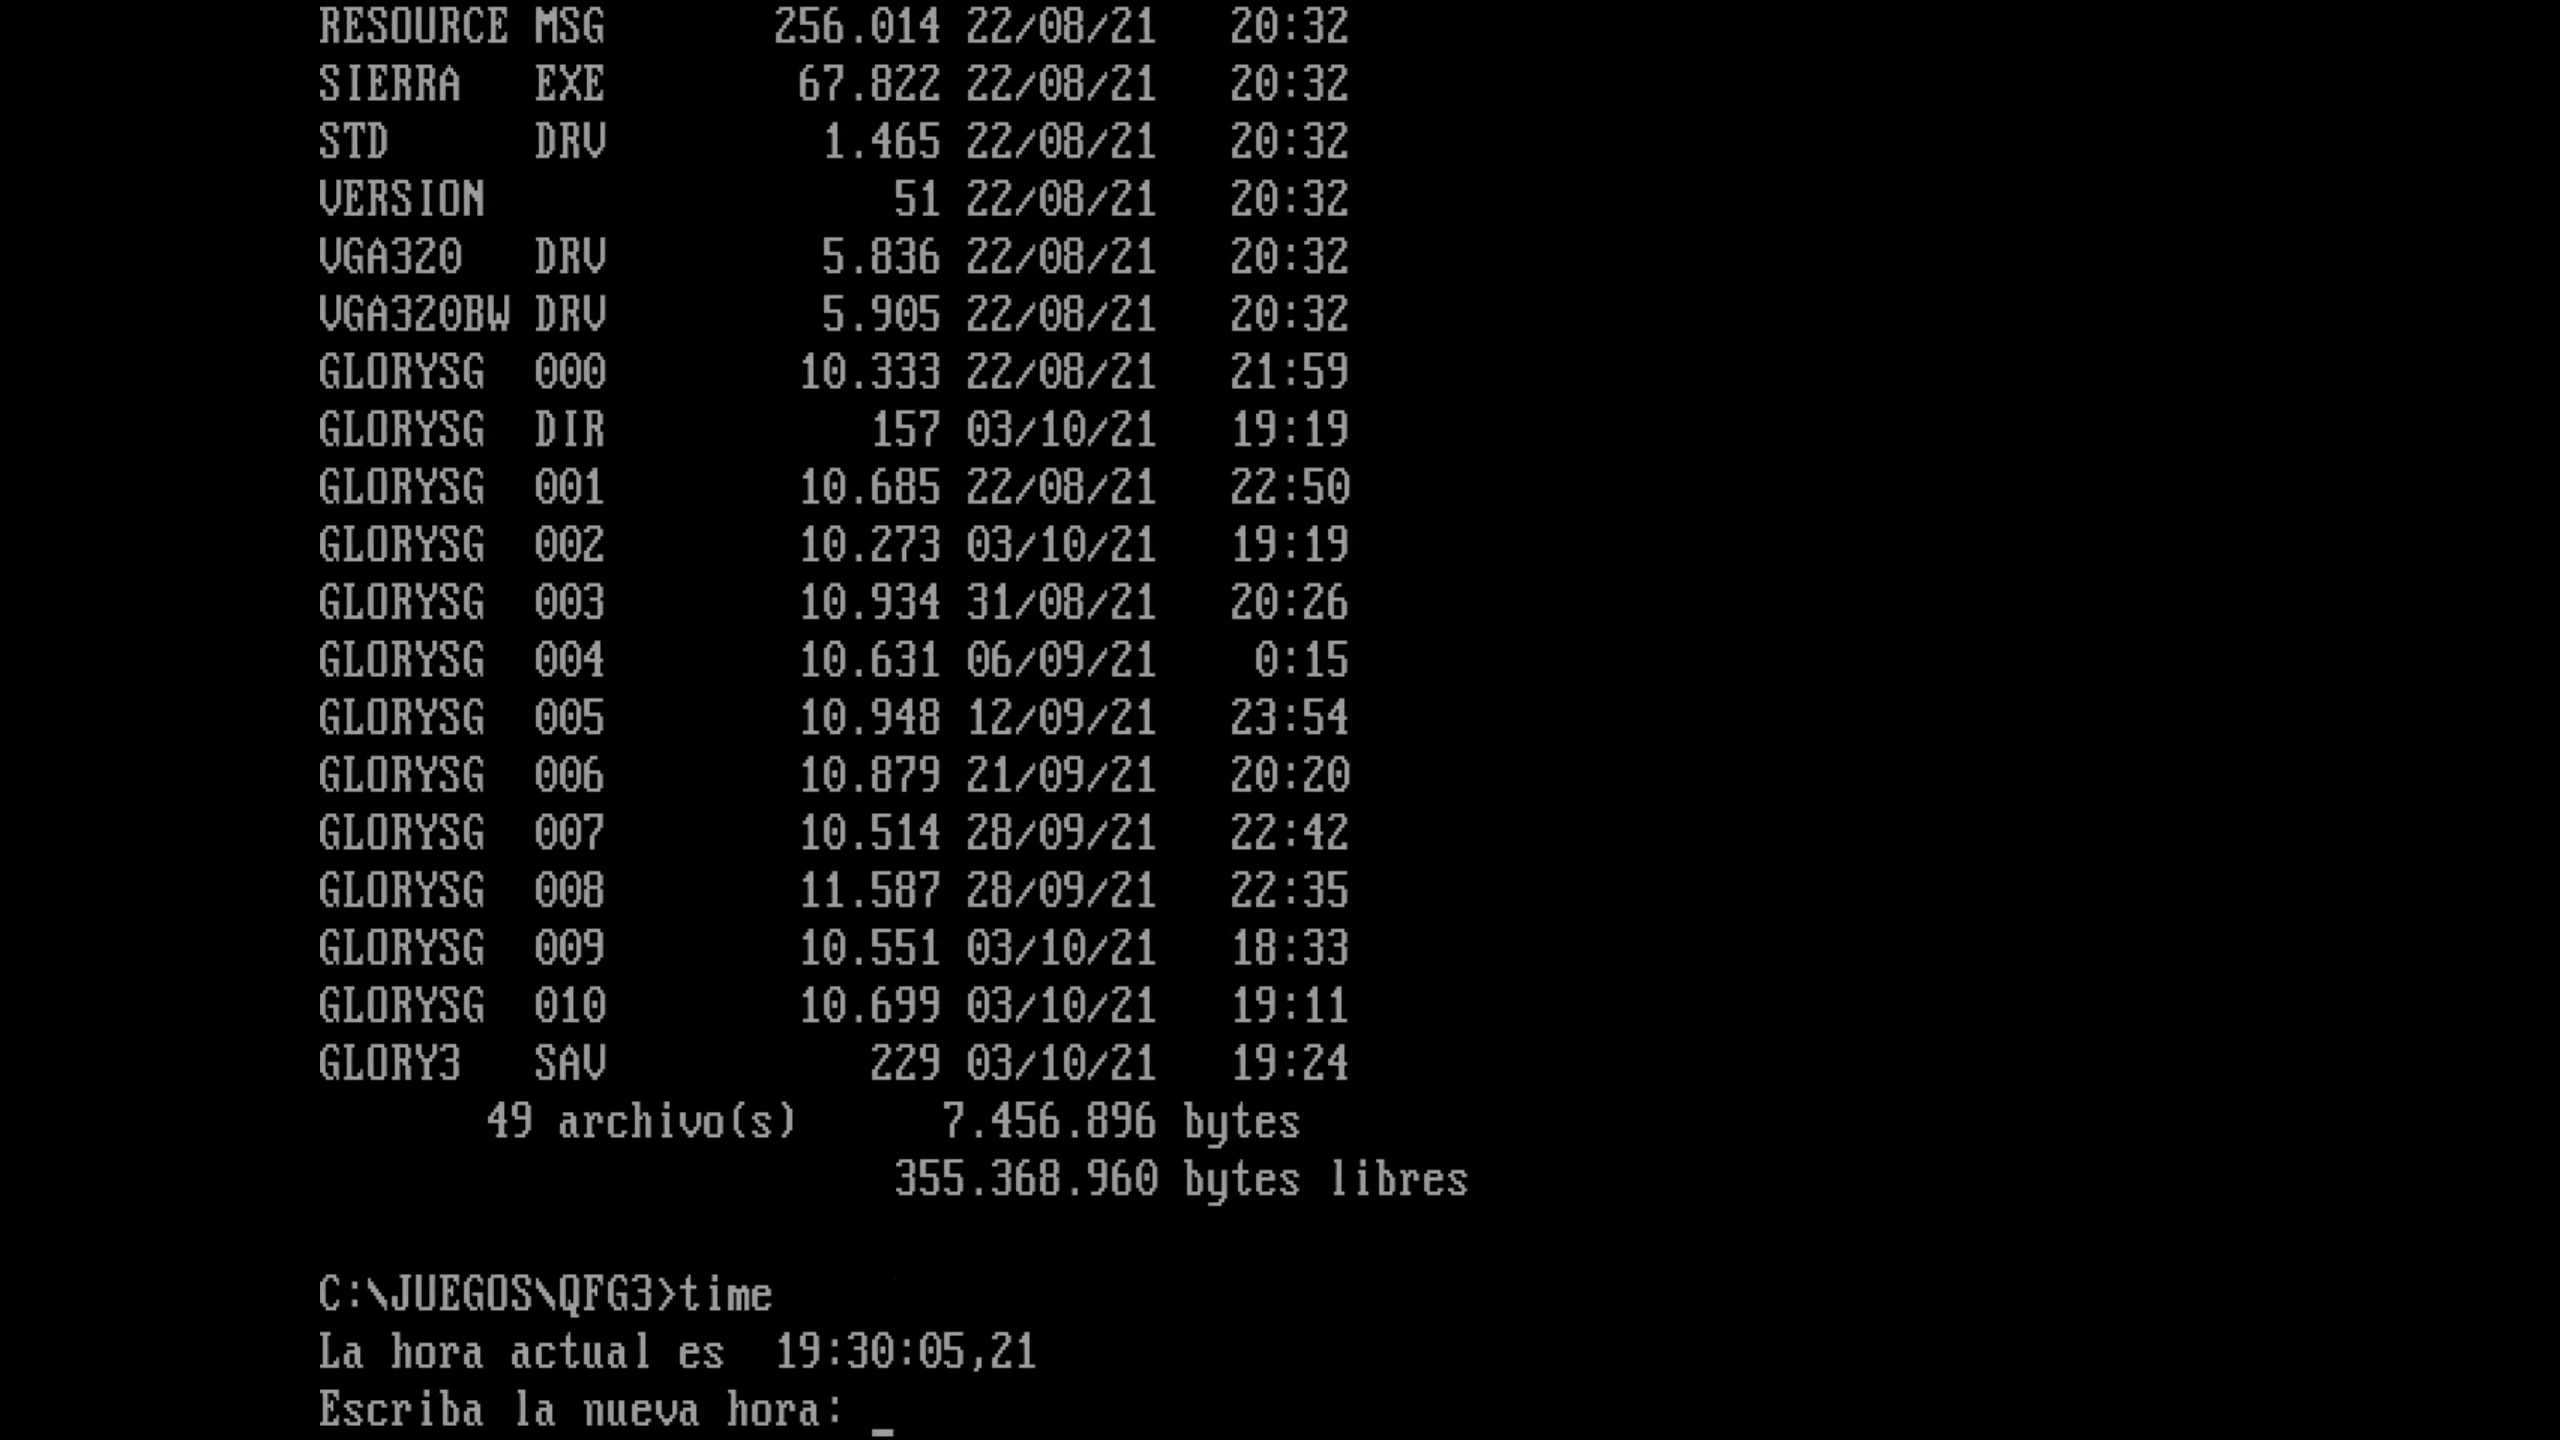 RESOURCE MSG       256.014 22/08/21   20:32
SIERRA   EXE        67.822 22/08/21   20:32
STD      DRV         1.465 22/08/21   20:32
VERSION                 51 22/08/21   20:32
VGA320   DRV         5.836 22/08/21   20:32
VGA320BW DRV         5.905 22/08/21   20:32
GLORYSG  000        10.333 22/08/21   21:59
GLORYSG  DIR           157 03/10/21   19:19
GLORYSG  001        10.685 22/08/21   22:50
GLORYSG  002        10.273 03/10/21   19:19
GLORYSG  003        10.934 31/08/21   20:26
GLORYSG  004        10.631 06/09/21    0:15
GLORYSG  005        10.948 12/09/21   23:54
GLORYSG  006        10.879 21/09/21   20:20
GLORYSG  007        10.514 28/09/21   22:42
GLORYSG  008        11.587 28/09/21   22:35
GLORYSG  009        10.551 03/10/21   18:33
GLORYSG  010        10.699 03/10/21   19:11
GLORY3   SAV           229 03/10/21   19:24
       49 archivo(s)      7.456.896 bytes
                        355.368.960 bytes libres
C:\JUEGOS\QFG3>time
La hora actual es  19:30:05,21
Escriba la nueva hora: _